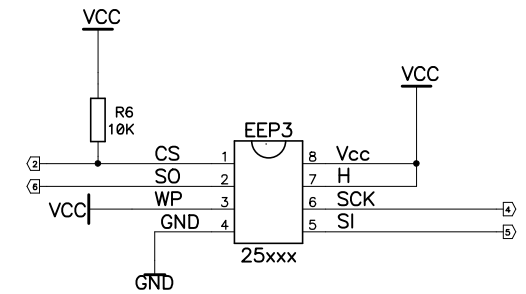 VCC
VCC
R6
10K
EEP3
2 CS 1 8 Vcc
6 SO 2 7 H
VCC WP 3 6 SCK 4
GND 4 5 SI 5
25xxx
GND